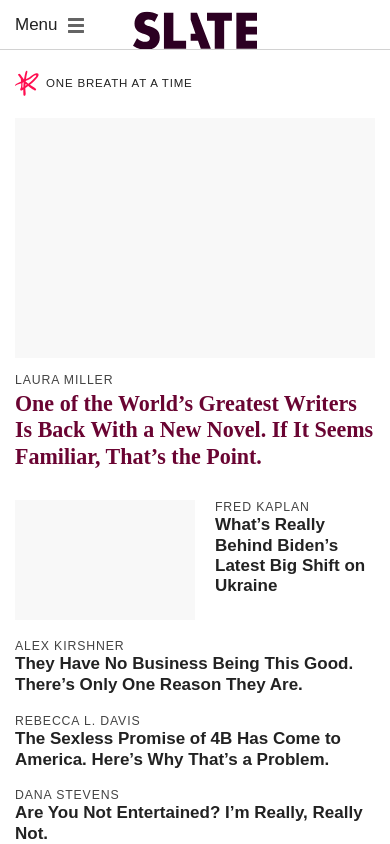 Menu
SLATE
ONE BREATH AT A TIME
LAURA MILLER
One of the World’s Greatest Writers
Is Back With a New Novel. If It Seems
Familiar, That’s the Point.
FRED KAPLAN
What’s Really
Behind Biden’s
Latest Big Shift on
Ukraine
ALEX KIRSHNER
They Have No Business Being This Good.
There’s Only One Reason They Are.
REBECCA L. DAVIS
The Sexless Promise of 4B Has Come to
America. Here’s Why That’s a Problem.
DANA STEVENS
Are You Not Entertained? I’m Really, Really
Not.